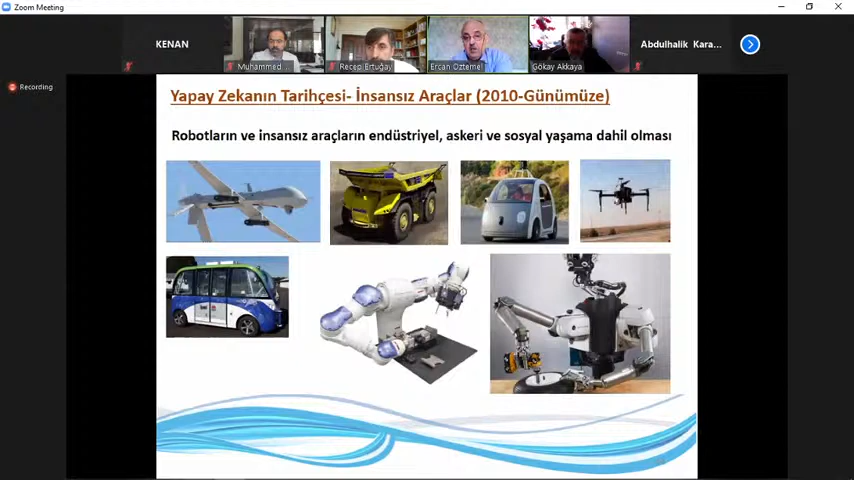 Zoom Meeting
KENAN
Muhammed ...
Recep Ertuğay
Ercan Öztemel
Gökay Akkaya
Abdulhalik Kara...
Recording
Yapay Zekanın Tarihçesi- İnsansız Araçlar (2010-Günümüze)
Robotların ve insansız araçların endüstriyel, askeri ve sosyal yaşama dahil olması